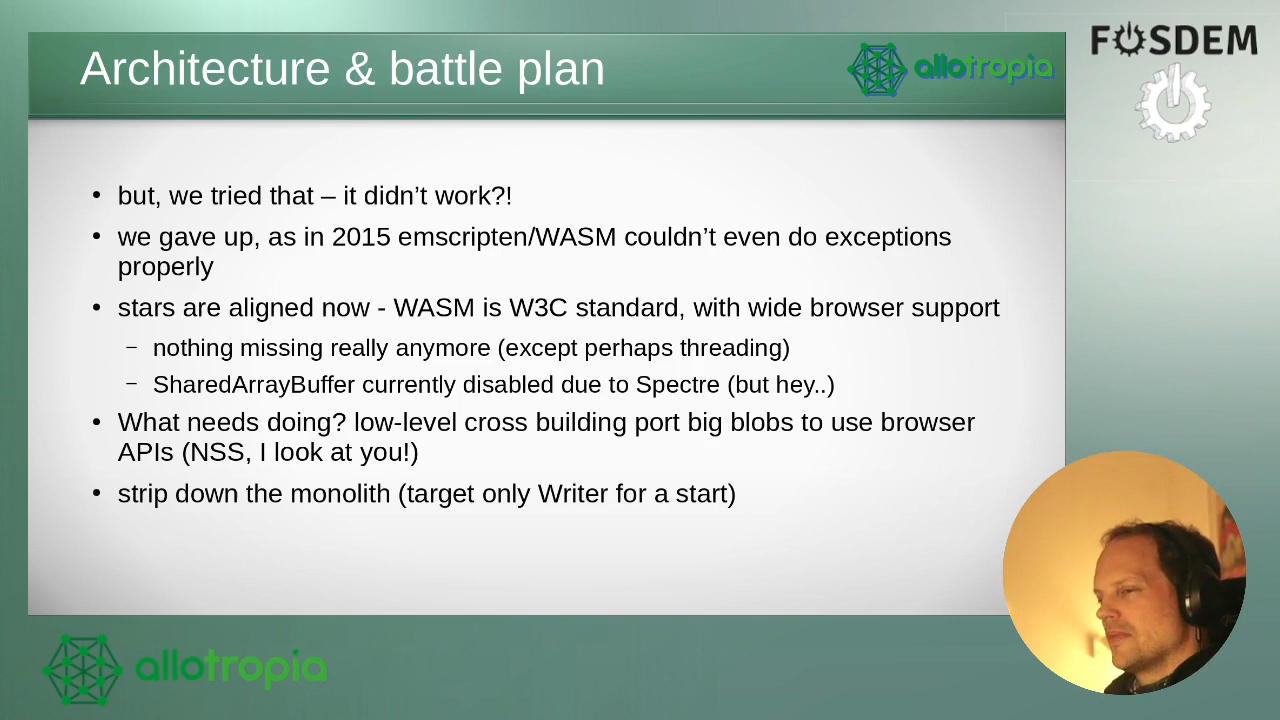 Architecture & battle plan
allotropia
FOSDEM
• but, we tried that – it didn’t work?!
• we gave up, as in 2015 emscripten/WASM couldn’t even do exceptions
properly
• stars are aligned now - WASM is W3C standard, with wide browser support
– nothing missing really anymore (except perhaps threading)
– SharedArrayBuffer currently disabled due to Spectre (but hey..)
• What needs doing? low-level cross building port big blobs to use browser
APIs (NSS, I look at you!)
• strip down the monolith (target only Writer for a start)
allotropia